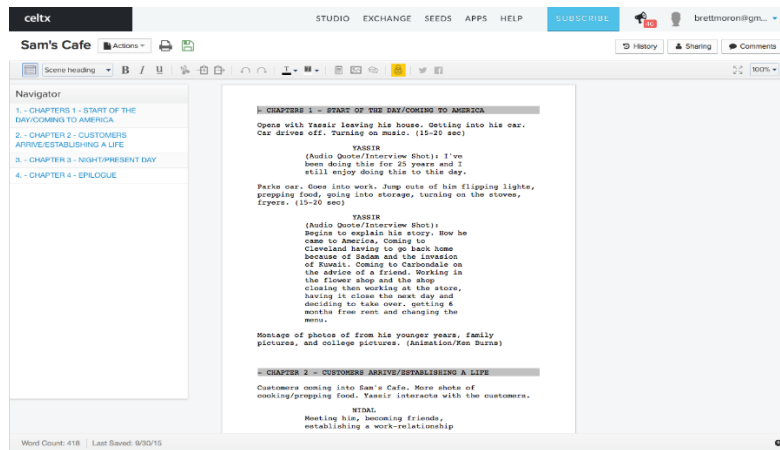 celtx
STUDIO EXCHANGE SEEDS APPS HELP SUBSCRIBE 40 brettmoron@gm...
Sam's Cafe Actions History Sharing Comments
Scene heading B I U 100%
Navigator
1. - CHAPTERS 1 - START OF THE
DAY/COMING TO AMERICA
2. - CHAPTER 2 - CUSTOMERS
ARRIVE/ESTABLISHING A LIFE
3. - CHAPTER 3 - NIGHT/PRESENT DAY
4. - CHAPTER 4 - EPILOGUE
- CHAPTERS 1 - START OF THE DAY/COMING TO AMERICA
Opens with Yassir leaving his house. Getting into his car.
Car drives off. Turning on music. (15-20 sec)
YASSIR
(Audio Quote/Interview Shot): I've
been doing this for 25 years and I
still enjoy doing this to this day.
Parks car. Goes into work. Jump cuts of him flipping lights,
prepping food, going into storage, turning on the stoves,
fryers. (15-20 sec)
YASSIR
(Audio Quote/Interview Shot):
Begins to explain his story. How he
came to America, Coming to
Cleveland having to go back home
because of Sadam and the invasion
of Kuwait. Coming to Carbondale on
the advice of a friend. Working in
the flower shop and the shop
closing then working at the store,
having it close the next day and
deciding to take over. getting 6
months free rent and changing the
menu.
Montage of photos of from his younger years, family
pictures, and college pictures. (Animation/Ken Burns)
- CHAPTER 2 - CUSTOMERS ARRIVE/ESTABLISHING A LIFE
Customers coming into Sam's Cafe. More shots of
cooking/prepping food. Yassir interacts with the customers.
NIDAL
Meeting him, becoming friends,
establishing a work-relationship
Word Count: 418 Last Saved: 9/30/15